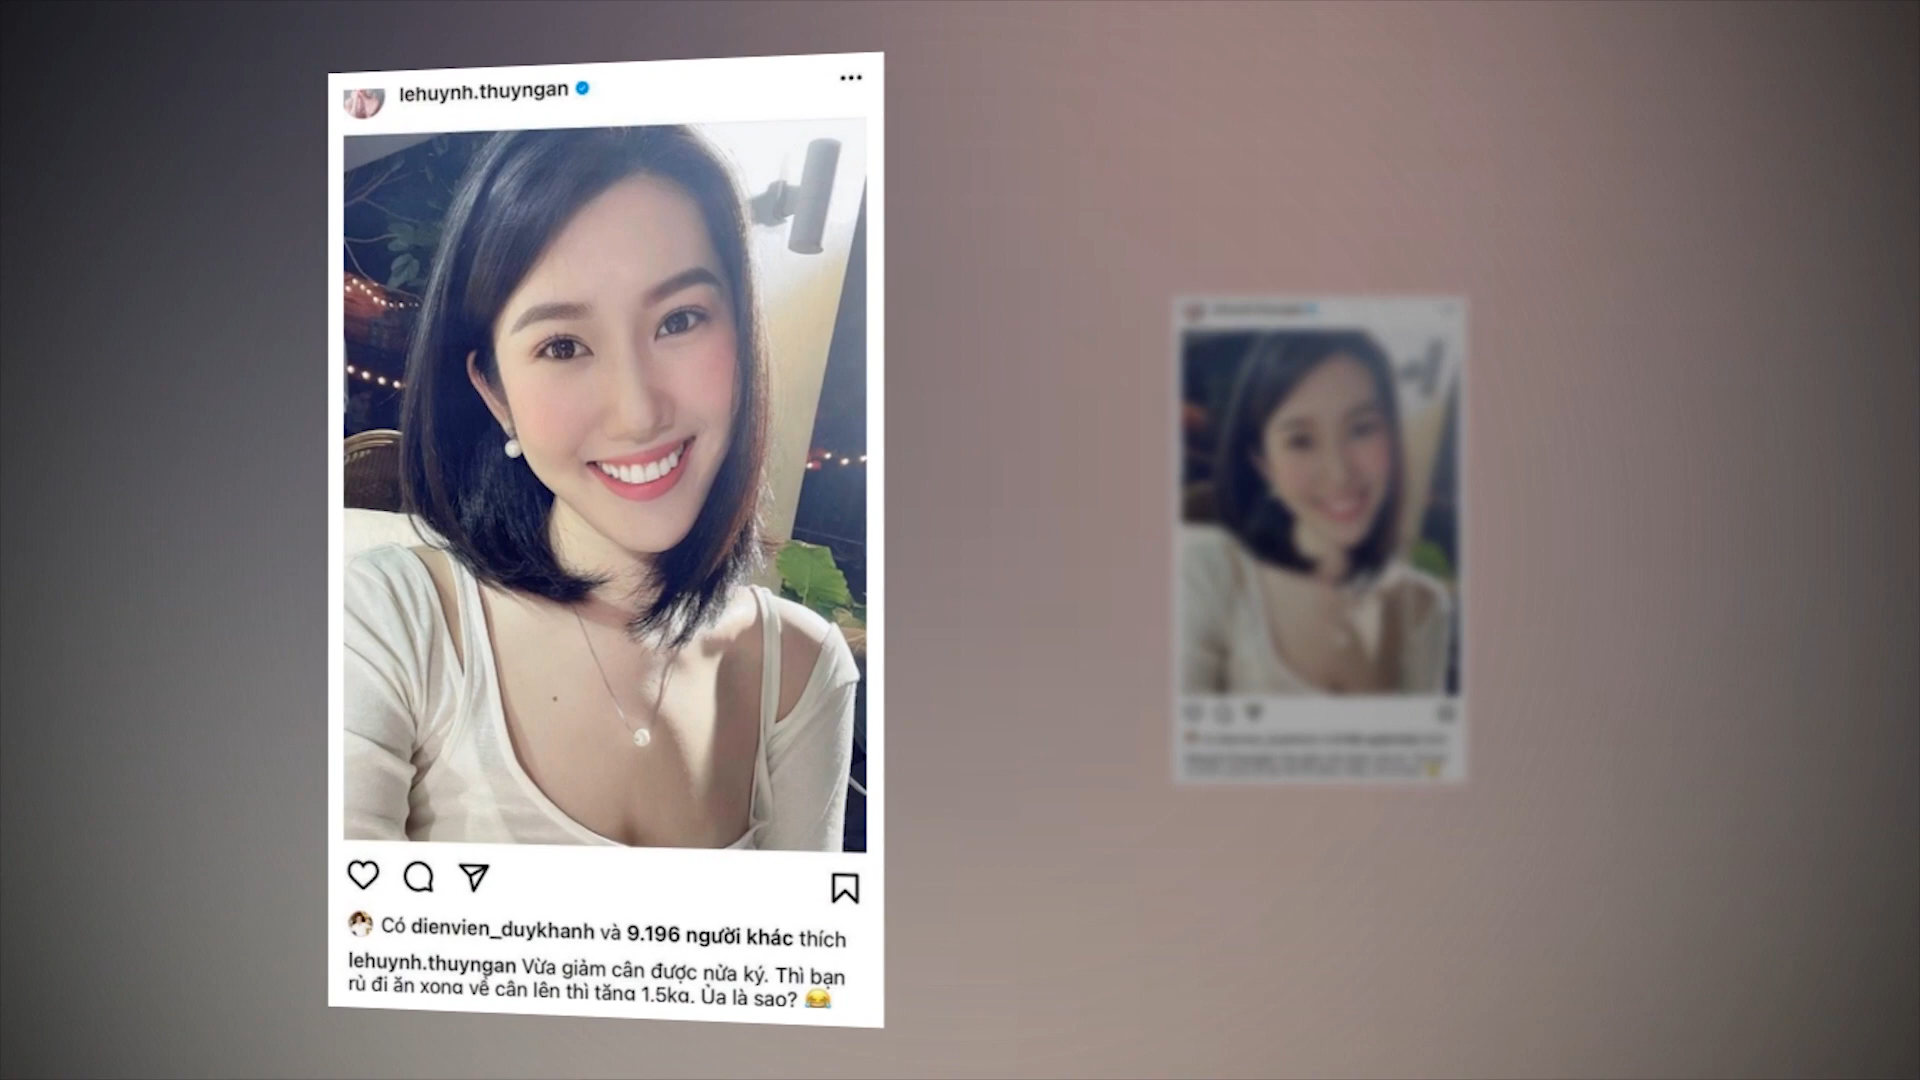 lehuynh.thuyngan
Có dienvien_duykhanh và 9.196 người khác thích
lehuynh.thuyngan Vừa giảm cân được nửa ký. Thì bạn
rủ đi ăn xong về cân lên thì tăng 1.5kg. Ủa là sao? 😂